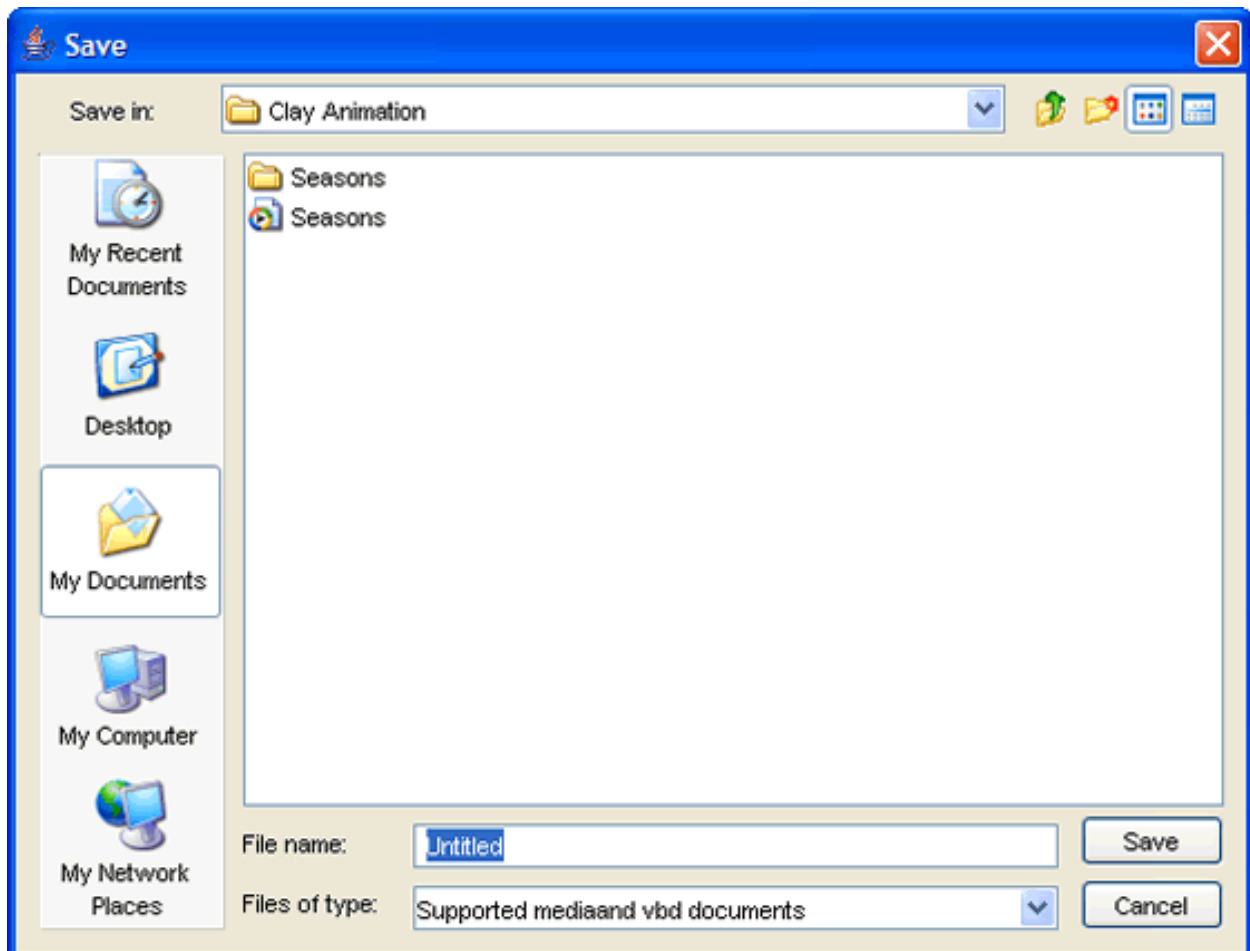 Save
Save in:
Clay Animation
My Recent
Documents
Desktop
My Documents
My Computer
My Network
Places
Seasons
Seasons
File name:
Untitled
Save
Files of type:
Supported mediaand vbd documents
Cancel